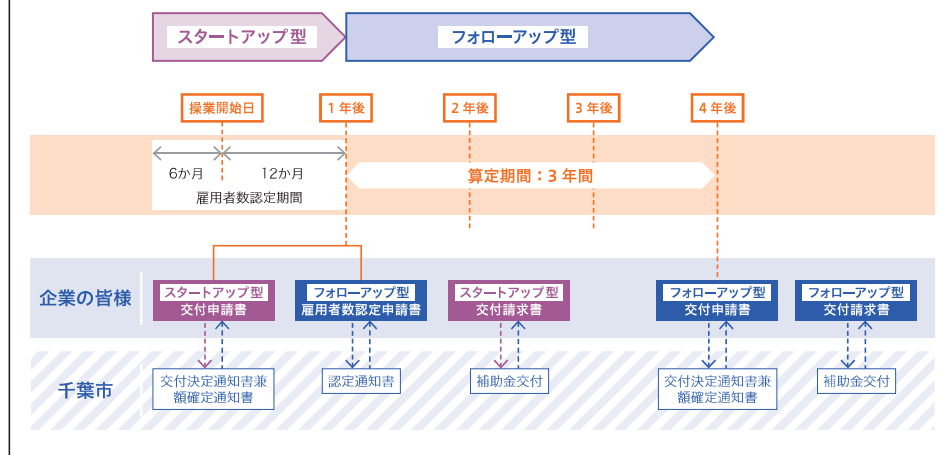 スタートアップ型
フォローアップ型
操業開始日
1年後
2年後
3年後
4年後
6か月
12か月
雇用者数認定期間
算定期間：3年間
企業の皆様
スタートアップ型
交付申請書
フォローアップ型
雇用者数認定申請書
スタートアップ型
交付請求書
フォローアップ型
交付申請書
フォローアップ型
交付請求書
千葉市
交付決定通知書兼
額確定通知書
認定通知書
補助金交付
交付決定通知書兼
額確定通知書
補助金交付